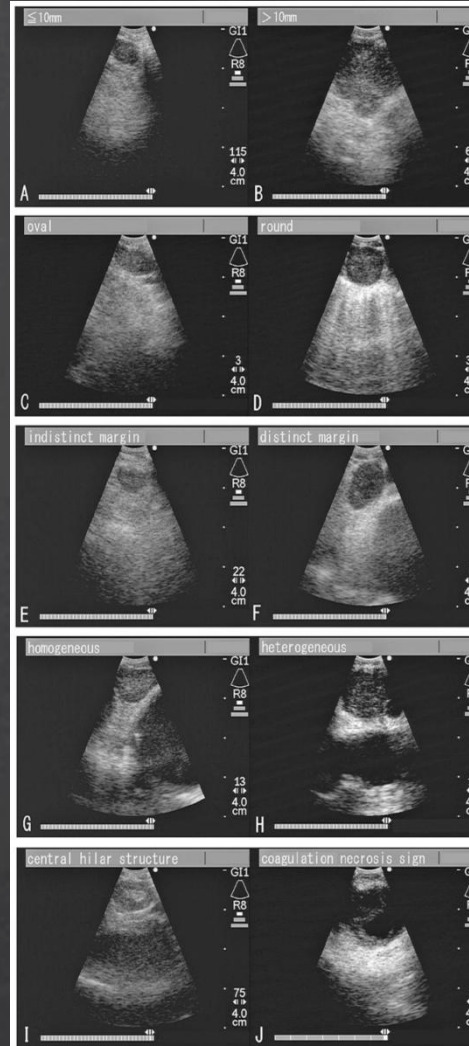 ≦10mm
GI1
R8
115
4.0
cm
A
>10mm
B
oval
GI1
R8
3
4.0
cm
C
round
D
indistinct margin
GI1
R8
22
4.0
cm
E
distinct margin
F
homogeneous
GI1
R8
13
4.0
cm
G
heterogeneous
H
central hilar structure
GI1
R8
75
4.0
cm
I
coagulation necrosis sign
J